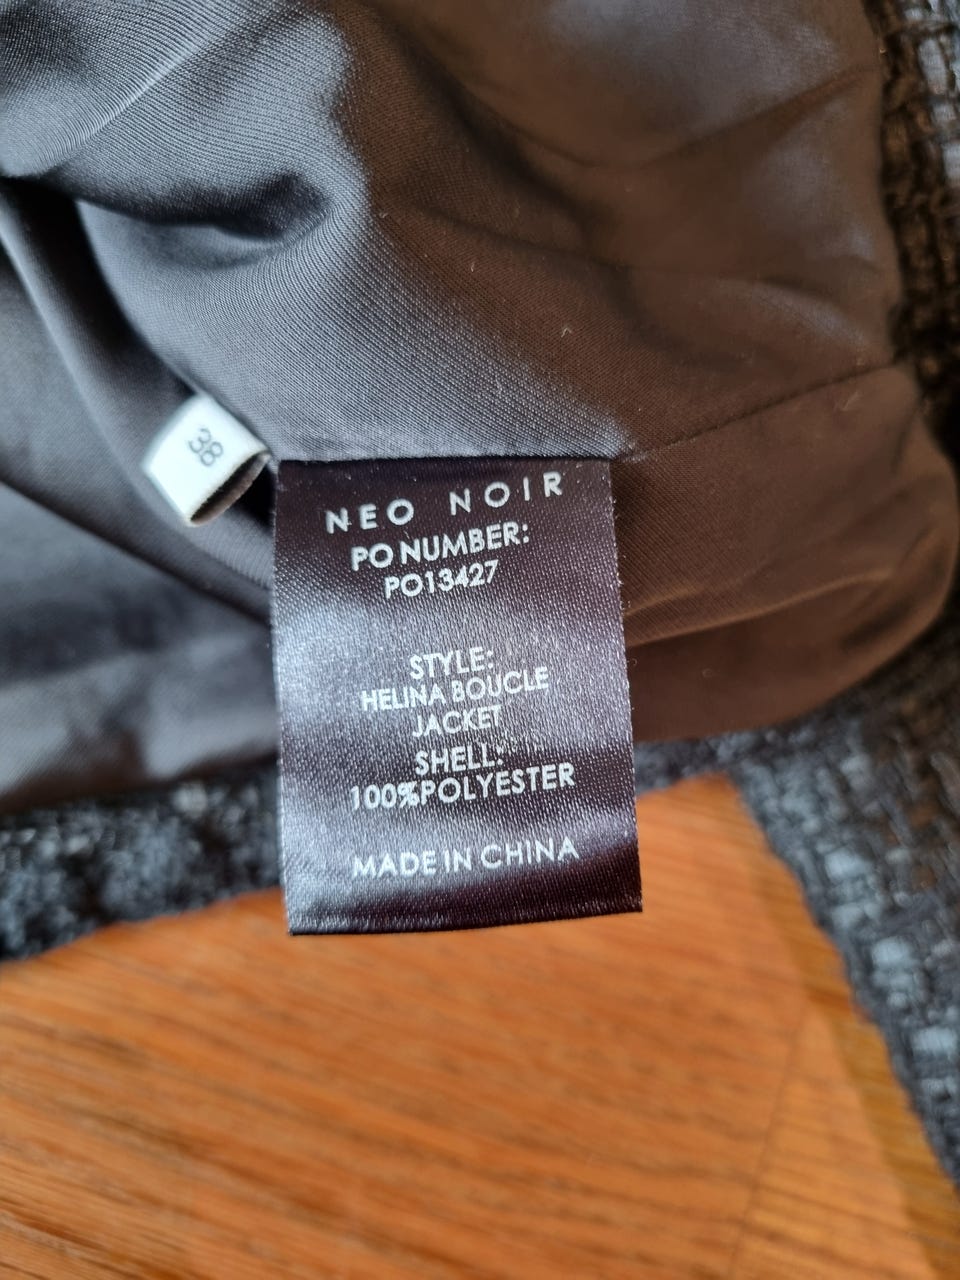 38
NEO NOIR
PO NUMBER:
PO13427
STYLE:
HELINA BOUCLE
JACKET
SHELL:
100%POLYESTER
MADE IN CHINA